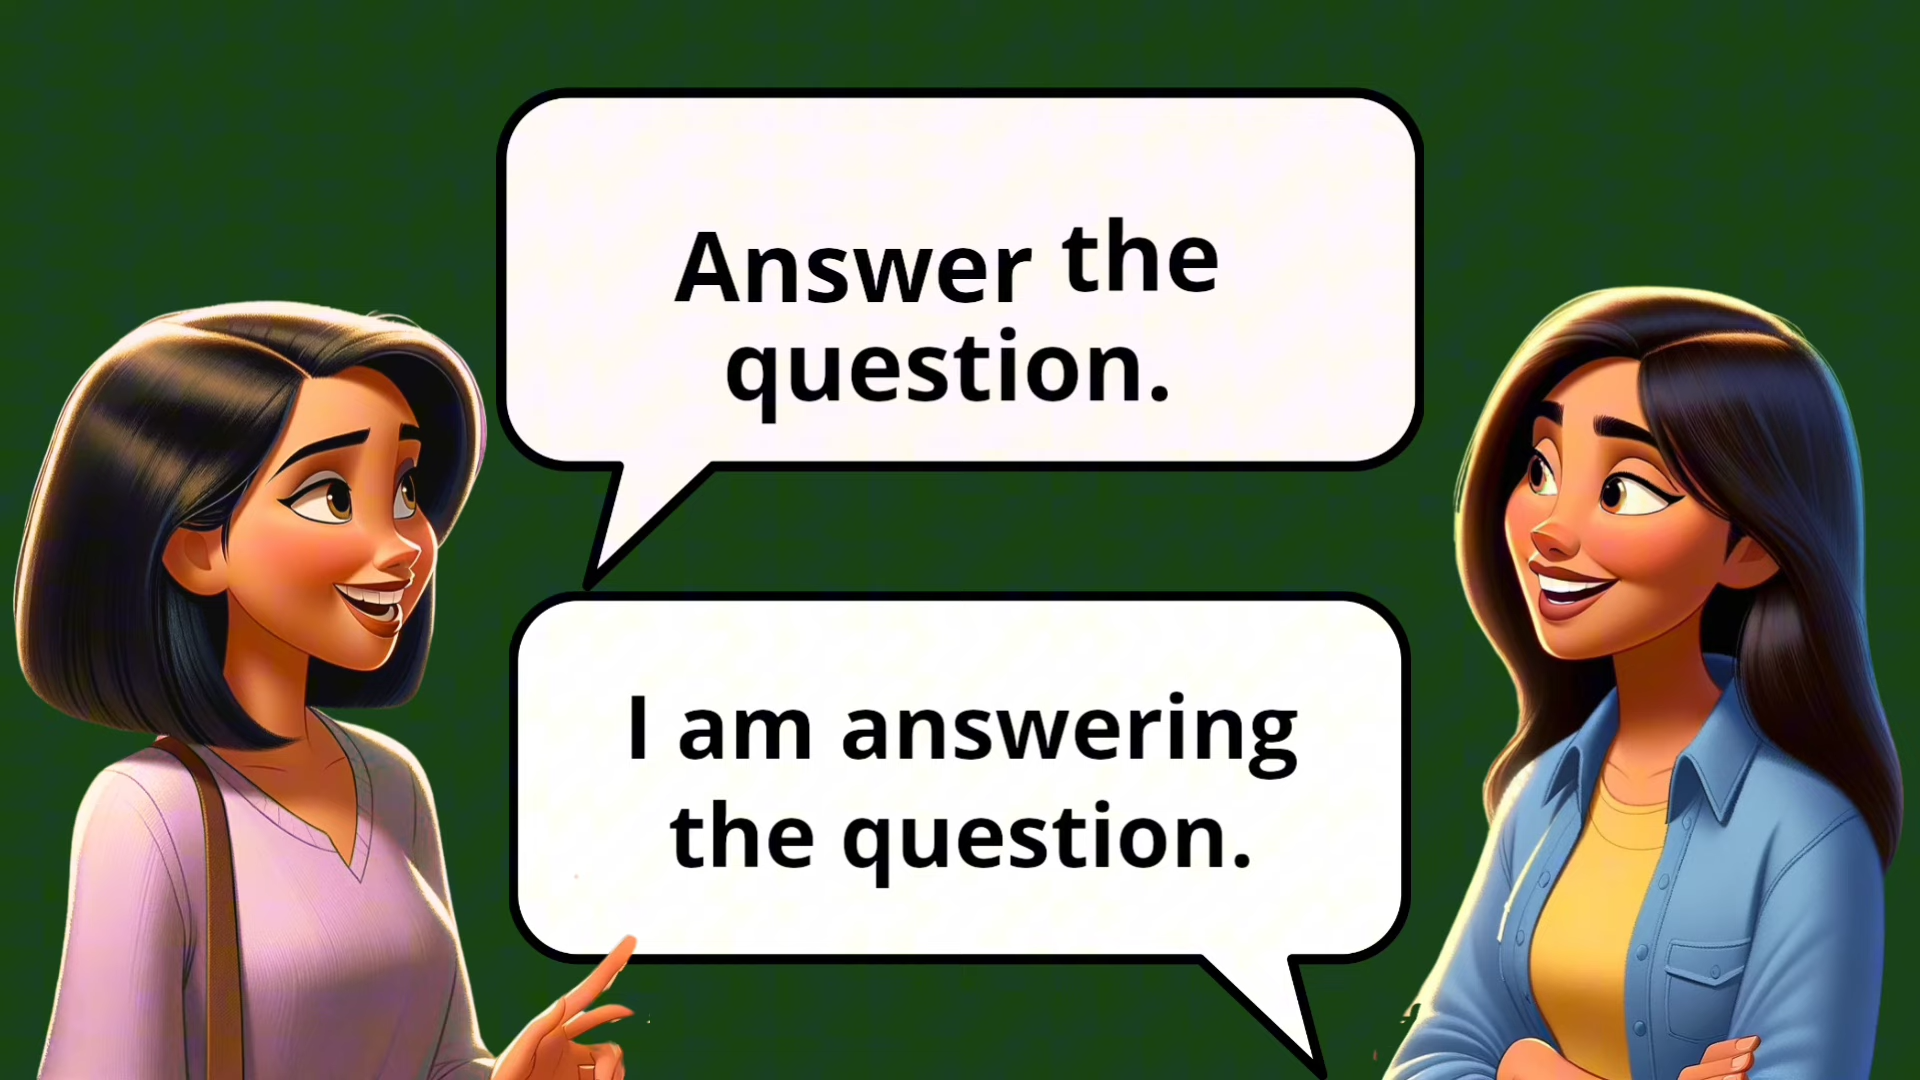 Answer the
question.
I am answering
the question.